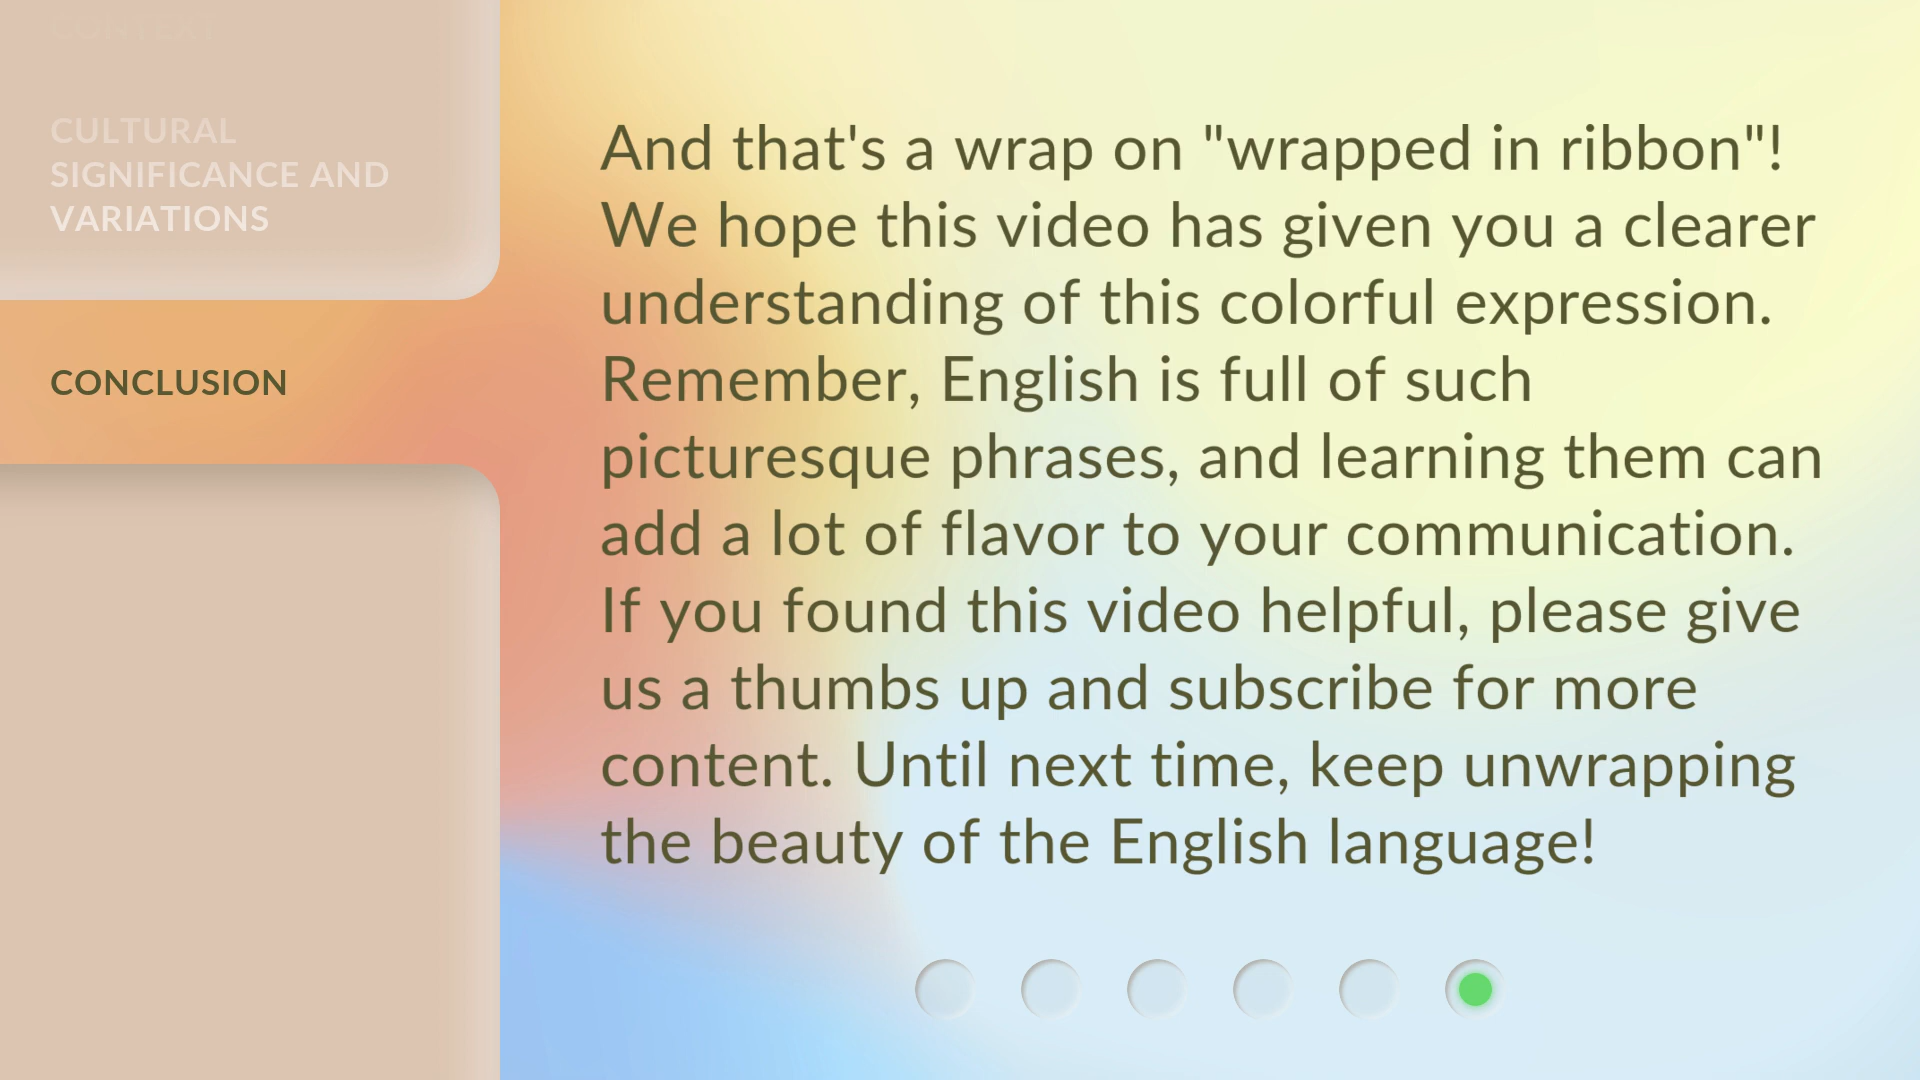 CONTEXT
CULTURAL
SIGNIFICANCE AND
VARIATIONS
CONCLUSION
And that's a wrap on "wrapped in ribbon"!
We hope this video has given you a clearer
understanding of this colorful expression.
Remember, English is full of such
picturesque phrases, and learning them can
add a lot of flavor to your communication.
If you found this video helpful, please give
us a thumbs up and subscribe for more
content. Until next time, keep unwrapping
the beauty of the English language!